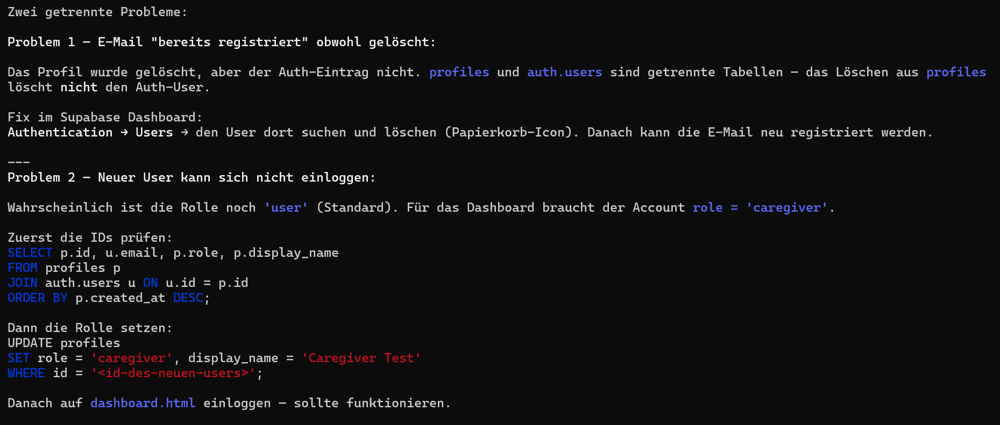 Zwei getrennte Probleme:
Problem 1 – E-Mail "bereits registriert" obwohl gelöscht:
Das Profil wurde gelöscht, aber der Auth-Eintrag nicht. profiles und auth.users sind getrennte Tabellen – das Löschen aus profiles
löscht nicht den Auth-User.
Fix im Supabase Dashboard:
Authentication → Users → den User dort suchen und löschen (Papierkorb-Icon). Danach kann die E-Mail neu registriert werden.
---
Problem 2 – Neuer User kann sich nicht einloggen:
Wahrscheinlich ist die Rolle noch 'user' (Standard). Für das Dashboard braucht der Account role = 'caregiver'.
Zuerst die IDs prüfen:
SELECT p.id, u.email, p.role, p.display_name
FROM profiles p
JOIN auth.users u ON u.id = p.id
ORDER BY p.created_at DESC;
Dann die Rolle setzen:
UPDATE profiles
SET role = 'caregiver', display_name = 'Caregiver Test'
WHERE id = '<id-des-neuen-users>';
Danach auf dashboard.html einloggen – sollte funktionieren.